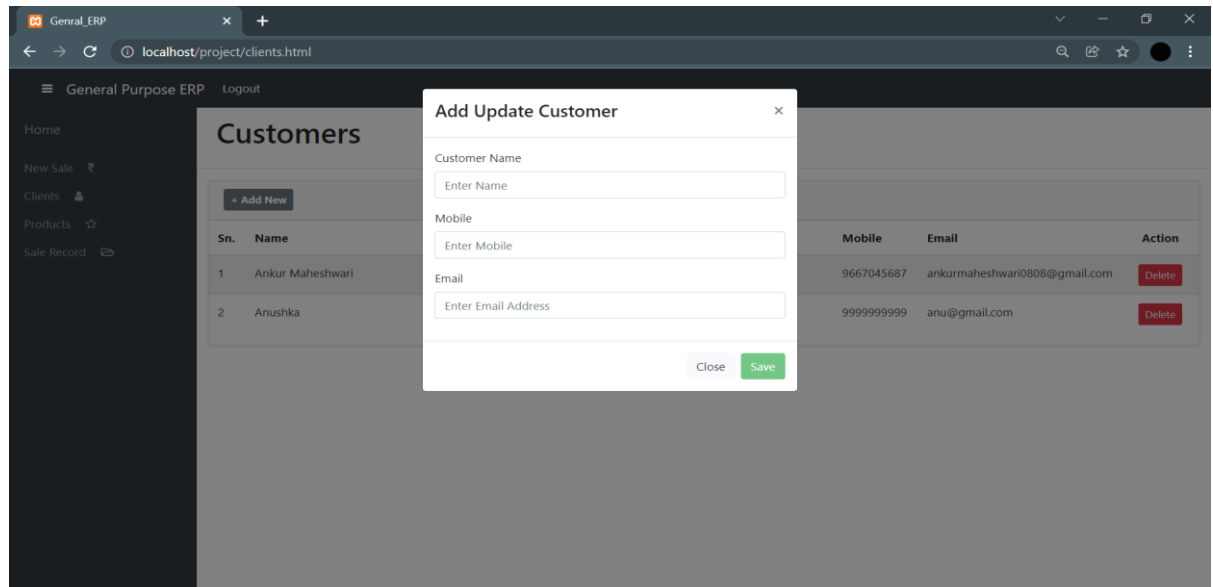 Genral_ERP
localhost/project/clients.html
General Purpose ERP Logout
Home
New Sale ₹
Clients
Products
Sale Record
Customers
+ Add New
Sn. Name Mobile Email Action
1 Ankur Maheshwari 9667045687 ankurmaheshwari0808@gmail.com Delete
2 Anushka 9999999999 anu@gmail.com Delete
Add Update Customer ×
Customer Name
Enter Name
Mobile
Enter Mobile
Email
Enter Email Address
Close Save